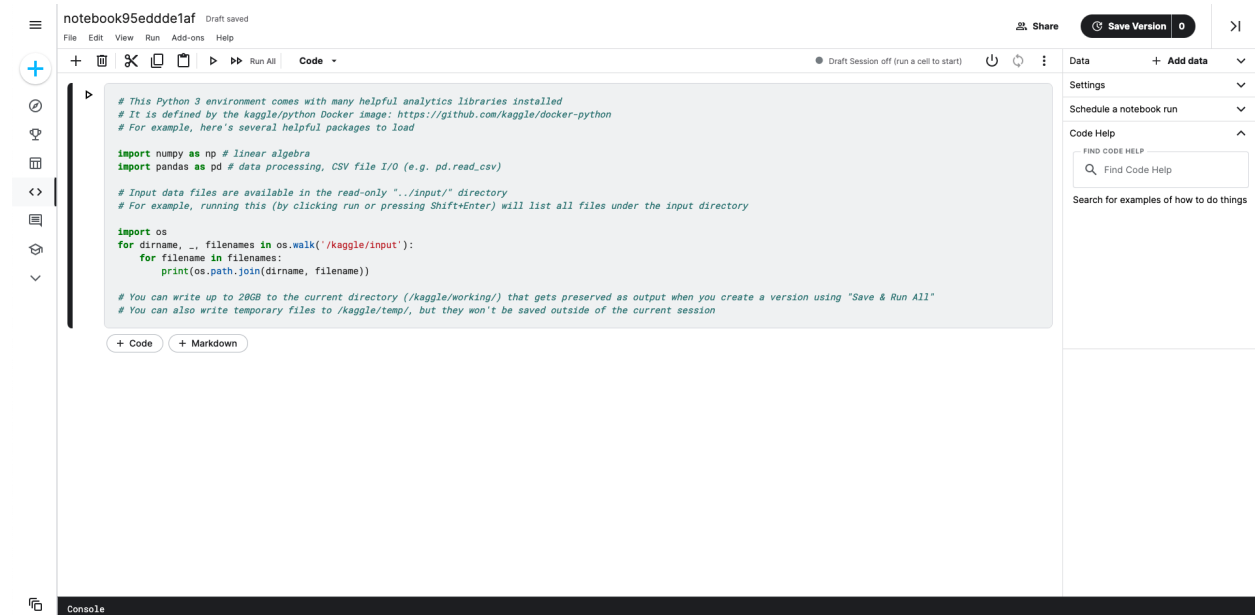 notebook95eddde1af Draft saved
File Edit View Run Add-ons Help
Share
Save Version 0
Run All
Code
Draft Session off (run a cell to start)
# This Python 3 environment comes with many helpful analytics libraries installed
# It is defined by the kaggle/python Docker image: https://github.com/kaggle/docker-python
# For example, here's several helpful packages to load
import numpy as np # linear algebra
import pandas as pd # data processing, CSV file I/O (e.g. pd.read_csv)
# Input data files are available in the read-only "../input/" directory
# For example, running this (by clicking run or pressing Shift+Enter) will list all files under the input directory
import os
for dirname, _, filenames in os.walk('/kaggle/input'):
    for filename in filenames:
        print(os.path.join(dirname, filename))
# You can write up to 20GB to the current directory (/kaggle/working/) that gets preserved as output when you create a version using "Save & Run All"
# You can also write temporary files to /kaggle/temp/, but they won't be saved outside of the current session
+ Code + Markdown
Data + Add data
Settings
Schedule a notebook run
Code Help
FIND CODE HELP
Find Code Help
Search for examples of how to do things
Console